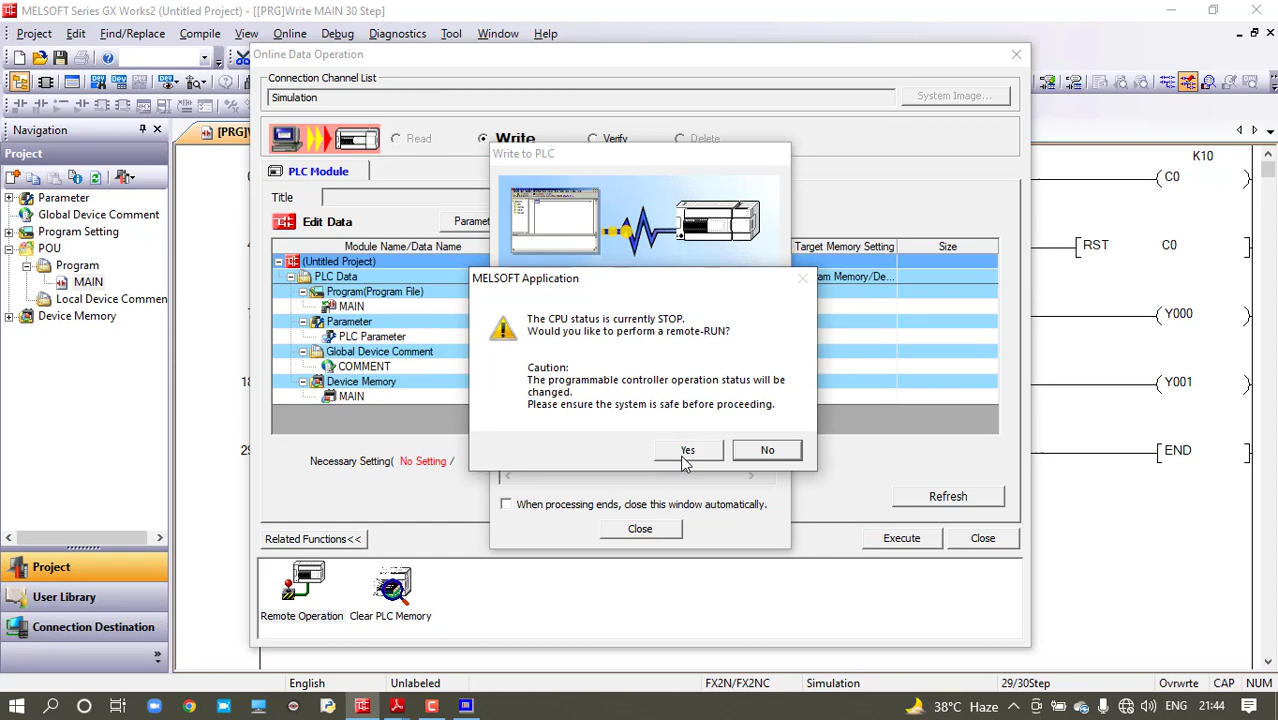 MELSOFT Series GX Works2 (Untitled Project) - [[PRG]Write MAIN 30 Step]
Project Edit Find/Replace Compile View Online Debug Diagnostics Tool Window Help
Online Data Operation
Connection Channel List
Simulation
System Image...
Read
Write
Verify
Delete
Navigation
[PRG]
Project
Parameter
Global Device Comment
Program Setting
POU
Program
MAIN
Local Device Commen
Device Memory
PLC Module
Title
Edit Data
Paramet
Module Name/Data Name
Target Memory Setting
Size
(Untitled Project)
PLC Data
am Memory/De...
Program(Program File)
MAIN
Parameter
PLC Parameter
Global Device Comment
COMMENT
Device Memory
MAIN
Necessary Setting( No Setting /
Refresh
Related Functions<<
Execute
Close
Remote Operation
Clear PLC Memory
Write to PLC
When processing ends, close this window automatically.
Close
MELSOFT Application
The CPU status is currently STOP.
Would you like to perform a remote-RUN?
Caution:
The programmable controller operation status will be
changed.
Please ensure the system is safe before proceeding.
Yes
No
K10
C0
RST C0
Y000
Y001
END
Project
User Library
Connection Destination
English
Unlabeled
FX2N/FX2NC
Simulation
29/30Step
Ovrwrte
CAP
NUM
38°C Haze
ENG
21:44